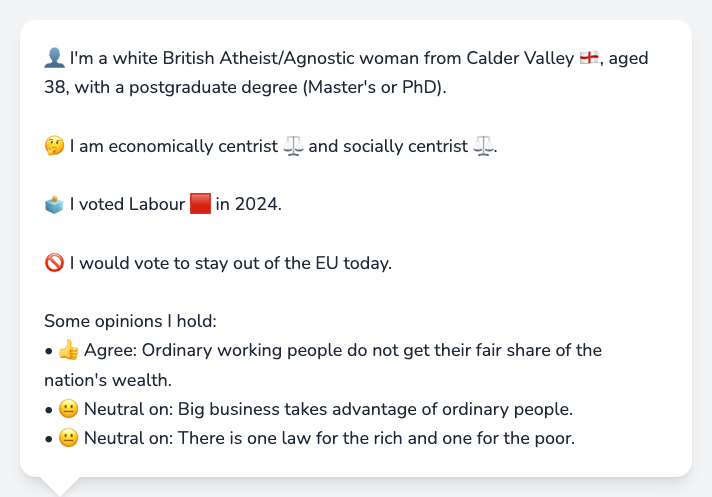 👤 I'm a white British Atheist/Agnostic woman from Calder Valley 🏴󠁧󠁢󠁥󠁮󠁧󠁿, aged
38, with a postgraduate degree (Master's or PhD).
🤔 I am economically centrist ⚖️ and socially centrist ⚖️.
🗳️ I voted Labour 🟥 in 2024.
🚫 I would vote to stay out of the EU today.
Some opinions I hold:
• 👍 Agree: Ordinary working people do not get their fair share of the
nation's wealth.
• 😐 Neutral on: Big business takes advantage of ordinary people.
• 😐 Neutral on: There is one law for the rich and one for the poor.